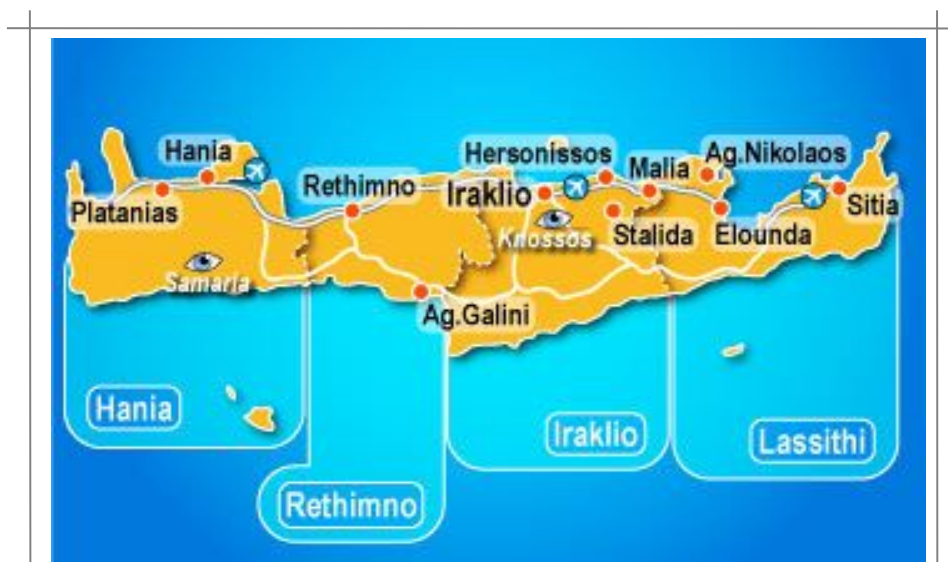 Hania
Platanias
Samaria
Rethimno
Ag.Galini
Hersonissos
Iraklio
Knossos
Stalida
Malia
Ag.Nikolaos
Elounda
Sitia
Hania
Rethimno
Iraklio
Lassithi